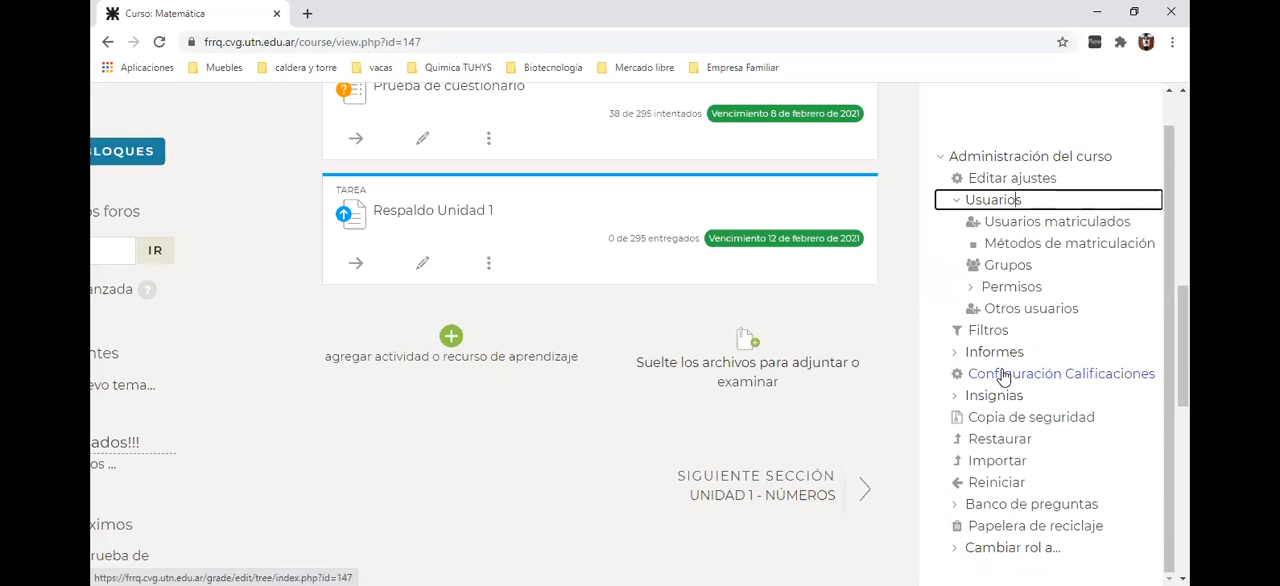 Curso: Matemática
frrq.cvg.utn.edu.ar/course/view.php?id=147
Aplicaciones
Muebles
caldera y torre
vacas
Quimica TUHYS
Biotecnología
Mercado libre
Empresa Familiar
Prueba de cuestionario
38 de 295 intentados
Vencimiento 8 de febrero de 2021
TAREA
Respaldo Unidad 1
0 de 295 entregados
Vencimiento 12 de febrero de 2021
agregar actividad o recurso de aprendizaje
Suelte los archivos para adjuntar o
examinar
SIGUIENTE SECCIÓN
UNIDAD 1 - NÚMEROS
LOQUES
os foros
IR
anzada ?
entes
evo tema...
ados!!!
os ...
ximos
rueba de
Administración del curso
Editar ajustes
Usuarios
Usuarios matriculados
Métodos de matriculación
Grupos
Permisos
Otros usuarios
Filtros
Informes
Configuración Calificaciones
Insignias
Copia de seguridad
Restaurar
Importar
Reiniciar
Banco de preguntas
Papelera de reciclaje
Cambiar rol a...
https://frrq.cvg.utn.edu.ar/grade/edit/tree/index.php?id=147